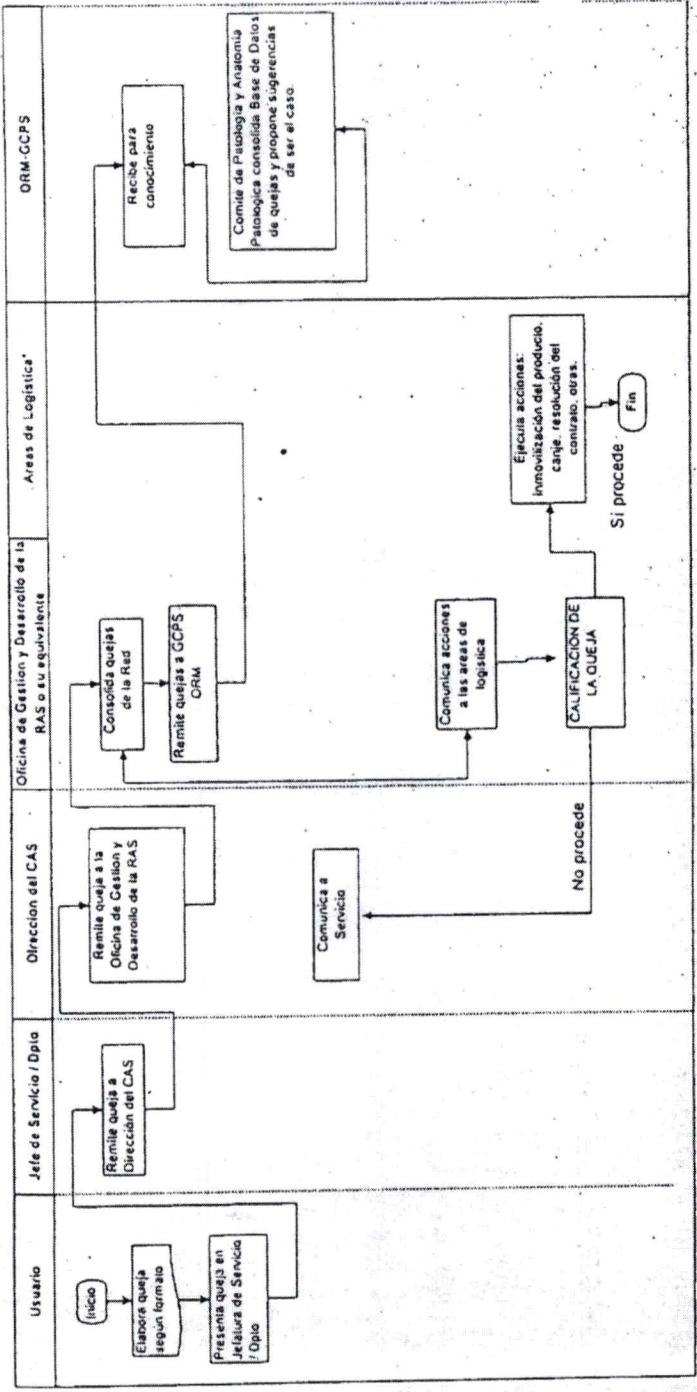 Usuario
Jefe de Servicio / Dpto
Direccion del CAS
Oficina de Gestion y Desarrollo de la
RAS o su equivalente
Areas de Logistica*
ORM-GCPS
Inicio
Elabora queja
según formato
Presenta queja en
Jefatura de Servicio
/ Dpto
Remite queja a
Dirección del CAS
Remite queja a la
Oficina de Gestion y
Desarrollo de la RAS
Comunica a
Servicio
No procede
Consolida quejas
de la Red
Remite quejas a GCPS
ORM
Comunica acciones
a las areas de
logistica
CALIFICACION DE
LA QUEJA
Ejecuta acciones:
inmovilización del producto,
canje, resolución del
contrato, otras.
Si procede
Fin
Recibe para
conocimiento
Comite de Patologia y Anatomia
Patologica consolida Base de Datos
de quejas y propone sugerencias
de ser el caso.